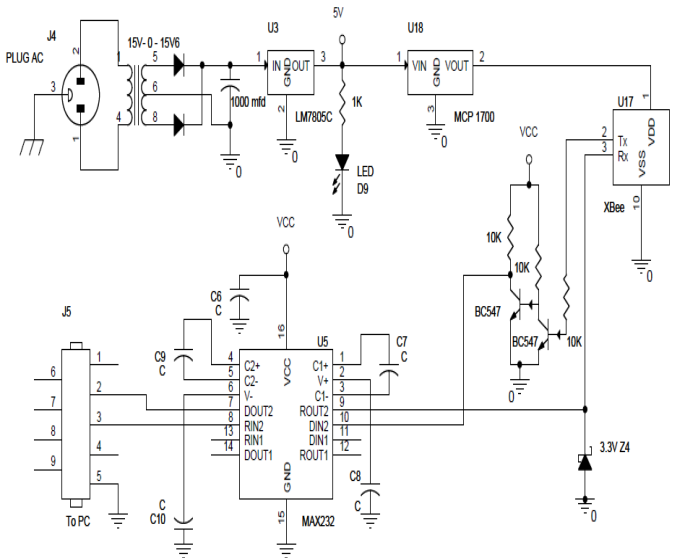 J4
15V- 0 - 15V6
U3
5V
U18
PLUG AC
2
1
5
1
IN
OUT
3
1
VIN
VOUT
2
GND
GND
3
6
4
8
1
1000 mfd
2
LM7805C
1K
3
MCP 1700
U17
1
0
0
0
VCC
2
Tx
3
Rx
VSS
VDD
LED
D9
0
10
XBee
0
VCC
10K
10K
10K
BC547
BC547
0
C6
C
J5
16
U5
C7
C
C9
C
6
1
7
2
8
3
9
4
5
To PC
4
C2+
5
C2-
6
V-
7
DOUT2
8
RIN2
13
RIN1
14
DOUT1
VCC
GND
C1+
1
V+
2
C1-
3
ROUT2
9
DIN2
10
DIN1
11
ROUT1
12
3.3V Z4
0
C8
C
C
C10
15
MAX232